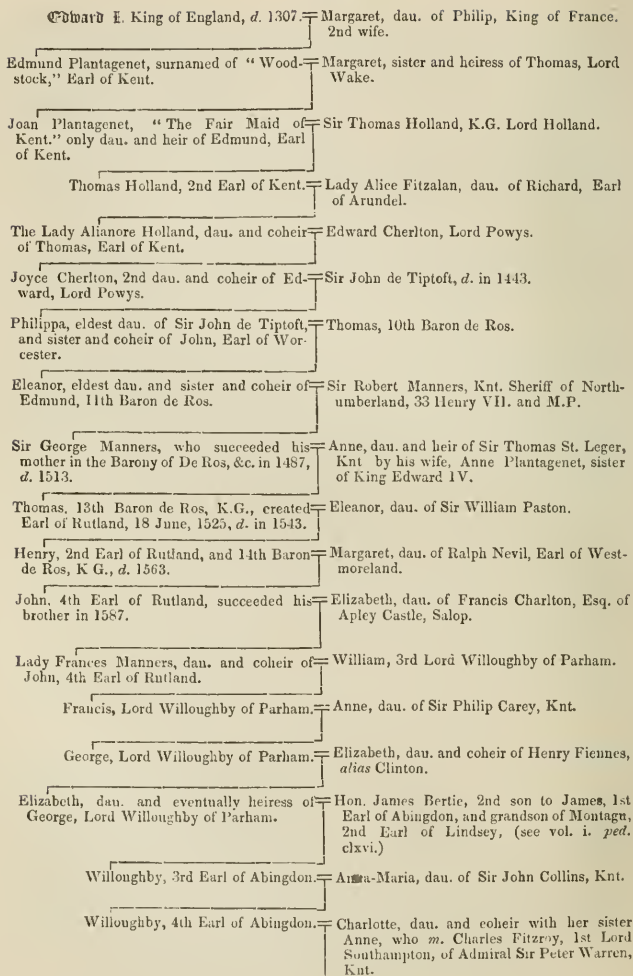 Edward I. King of England, d. 1307. Margaret, dau. of Philip, King of France.
2nd wife.
Edmund Plantagenet, surnamed of "Wood- Margaret, sister and heiress of Thomas, Lord
stock," Earl of Kent. Wake.
Joan Plantagenet, "The Fair Maid of Sir Thomas Holland, K.G. Lord Holland.
Kent." only dau. and heir of Edmund, Earl
of Kent.
Thomas Holland, 2nd Earl of Kent. Lady Alice Fitzalan, dau. of Richard, Earl
of Arundel.
The Lady Alianore Holland, dau. and coheir Edward Cherlton, Lord Powys.
of Thomas, Earl of Kent.
Joyce Cherlton, 2nd dau. and coheir of Ed- Sir John de Tiptoft, d. in 1443.
ward, Lord Powys.
Philippa, eldest dau. of Sir John de Tiptoft, Thomas, 10th Baron de Ros.
and sister and coheir of John, Earl of Wor-
cester.
Eleanor, eldest dau. and sister and coheir of Sir Robert Manners, Knt. Sheriff of North-
Edmund, 11th Baron de Ros. umberland, 33 Henry VII. and M.P.
Sir George Manners, who succeeded his Anne, dau. and heir of Sir Thomas St. Leger,
mother in the Barony of De Ros, &c. in 1487, Knt by his wife, Anne Plantagenet, sister
d. 1513. of King Edward IV.
Thomas. 13th Baron de Ros, K.G., created Eleanor, dau. of Sir William Paston.
Earl of Rutland, 18 June, 1525, d. in 1543.
Henry, 2nd Earl of Rutland, and 14th Baron Margaret, dau. of Ralph Nevil, Earl of West-
de Ros, K G., d. 1563. moreland.
John, 4th Earl of Rutland, succeeded his Elizabeth, dau. of Francis Charlton, Esq. of
brother in 1587. Apley Castle, Salop.
Lady Frances Manners, dau. and coheir of William, 3rd Lord Willoughby of Parham.
John, 4th Earl of Rutland.
Francis, Lord Willoughby of Parham. Anne, dau. of Sir Philip Carey, Knt.
George, Lord Willoughby of Parham. Elizabeth, dau. and coheir of Henry Fiennes,
alias Clinton.
Elizabeth, dau. and eventually heiress of Hon. James Bertie, 2nd son to James, 1st
George, Lord Willoughby of Parham. Earl of Abingdon, and grandson of Montagu,
2nd Earl of Lindsey, (see vol. i. ped.
clxvi.)
Willoughby, 3rd Earl of Abingdon. Anna-Maria, dau. of Sir John Collins, Knt.
Willoughby, 4th Earl of Abingdon. Charlotte, dau. and coheir with her sister
Anne, who m. Charles Fitzroy, 1st Lord
Southampton, of Admiral Sir Peter Warren,
Knt.